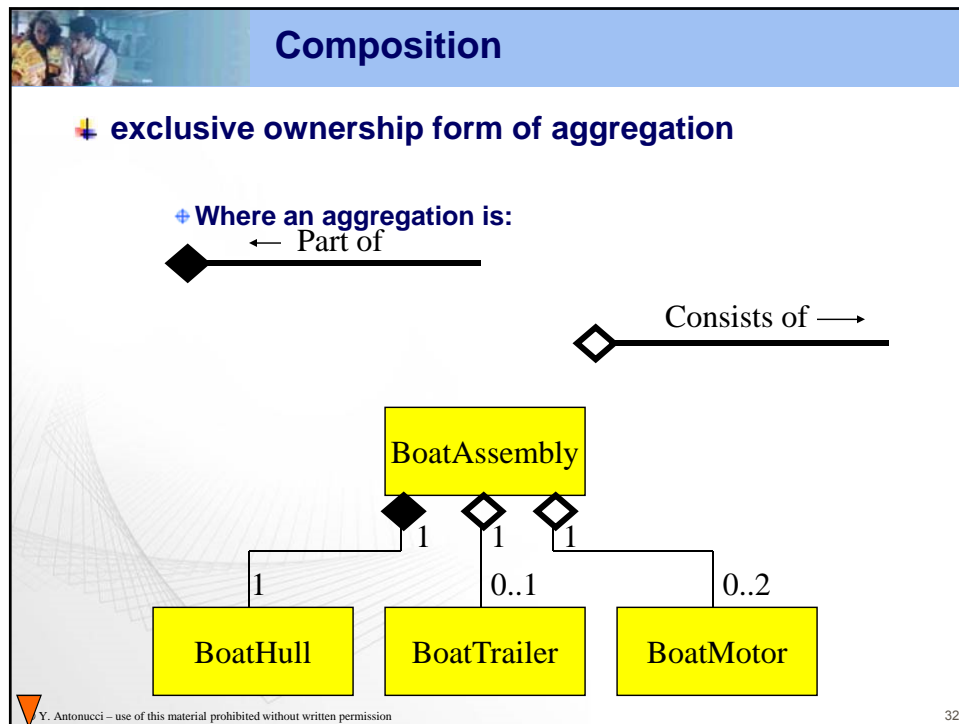 Composition
exclusive ownership form of aggregation
Where an aggregation is:
← Part of
Consists of →
BoatAssembly
1 1 1
1 0..1 0..2
BoatHull BoatTrailer BoatMotor
Y. Antonucci – use of this material prohibited without written permission 32